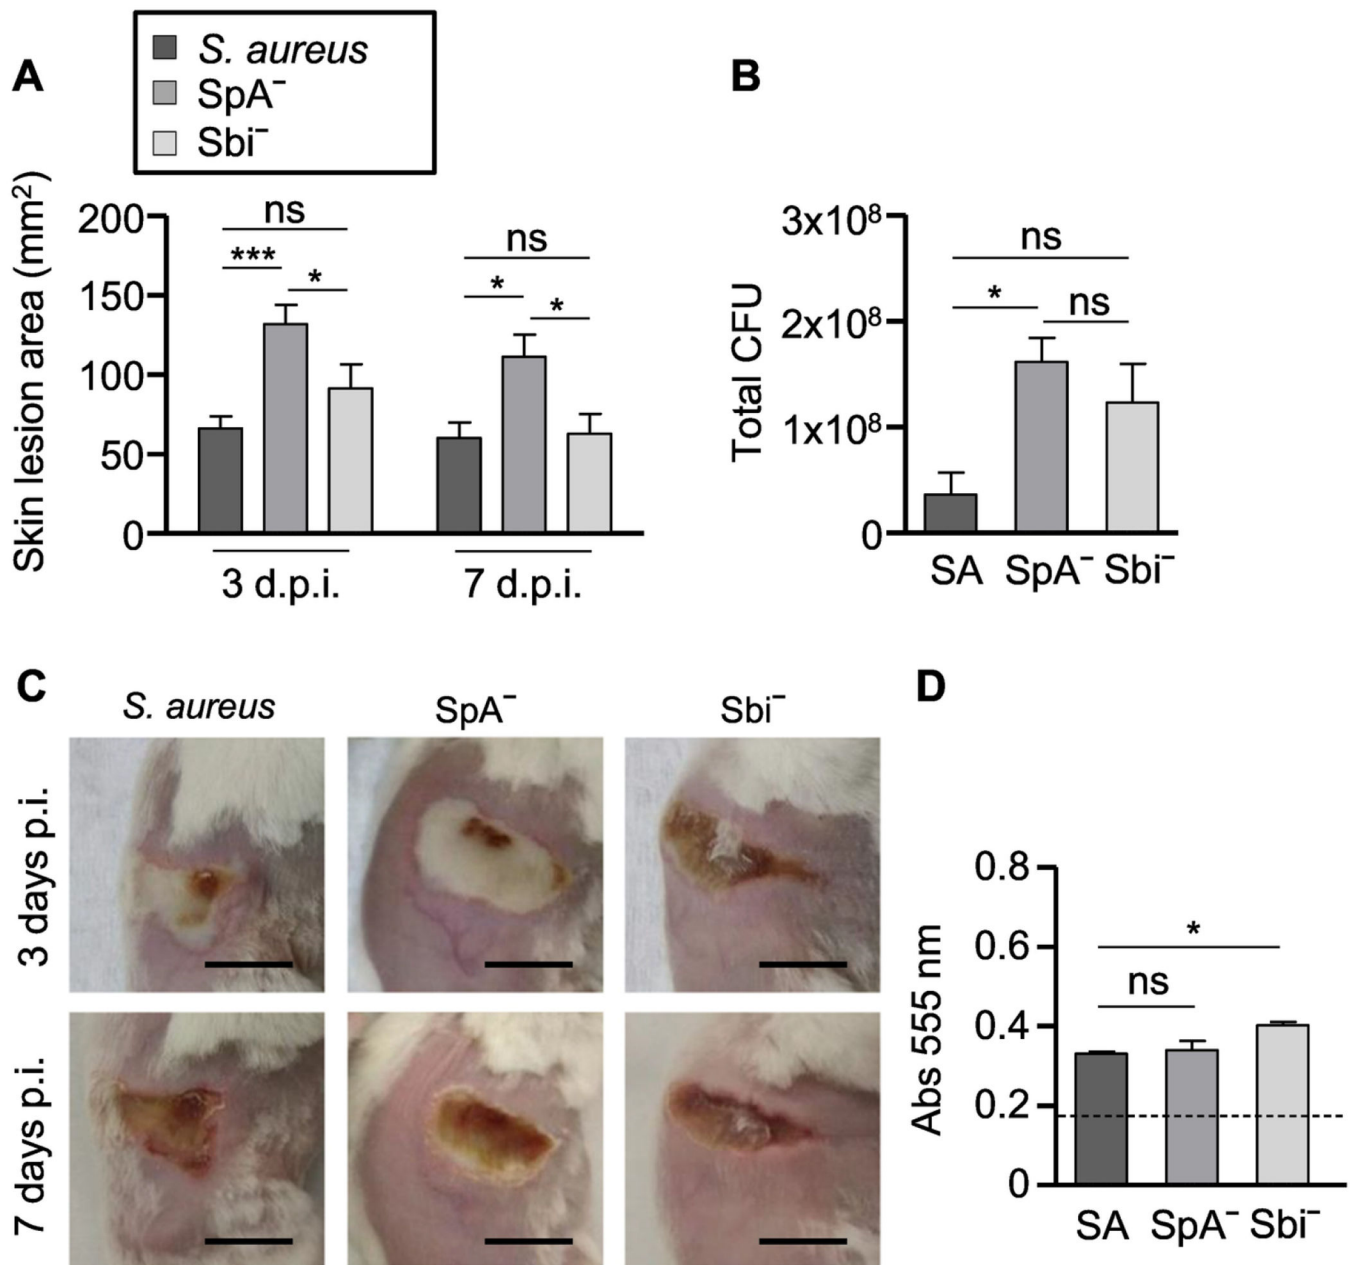 A
S. aureus
SpA⁻
Sbi⁻
Skin lesion area (mm²)
200
150
100
50
0
ns
***
*
ns
*
*
3 d.p.i.
7 d.p.i.
B
Total CFU
3x10⁸
2x10⁸
1x10⁸
0
ns
*
ns
SA SpA⁻ Sbi⁻
C
S. aureus SpA⁻ Sbi⁻
3 days p.i.
7 days p.i.
D
Abs 555 nm
0.8
0.6
0.4
0.2
0
*
ns
SA SpA⁻ Sbi⁻